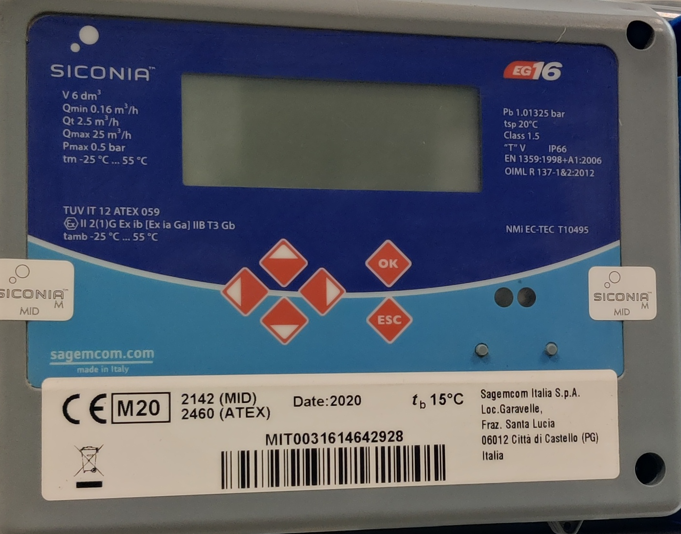 SICONIA™
EG16
V 6 dm³
Qmin 0.16 m³/h
Qt 2.5 m³/h
Qmax 25 m³/h
Pmax 0.5 bar
tm -25 °C ... 55 °C
Pb 1.01325 bar
tsp 20°C
Class 1.5
"T" V IP66
EN 1359:1998+A1:2006
OIML R 137-1&2:2012
TUV IT 12 ATEX 059
Ex II 2(1)G Ex ib [Ex ia Ga] IIB T3 Gb
tamb -25 °C ... 55 °C
NMi EC-TEC T10495
OK
ESC
SICONIA™
M
MID
SICONIA™
M
MID
sagemcom.com
made in Italy
CE M20
2142 (MID)
2460 (ATEX)
Date:2020
tb 15°C
MIT0031614642928
Sagemcom Italia S.p.A.
Loc.Garavelle,
Fraz. Santa Lucia
06012 Città di Castello (PG)
Italia